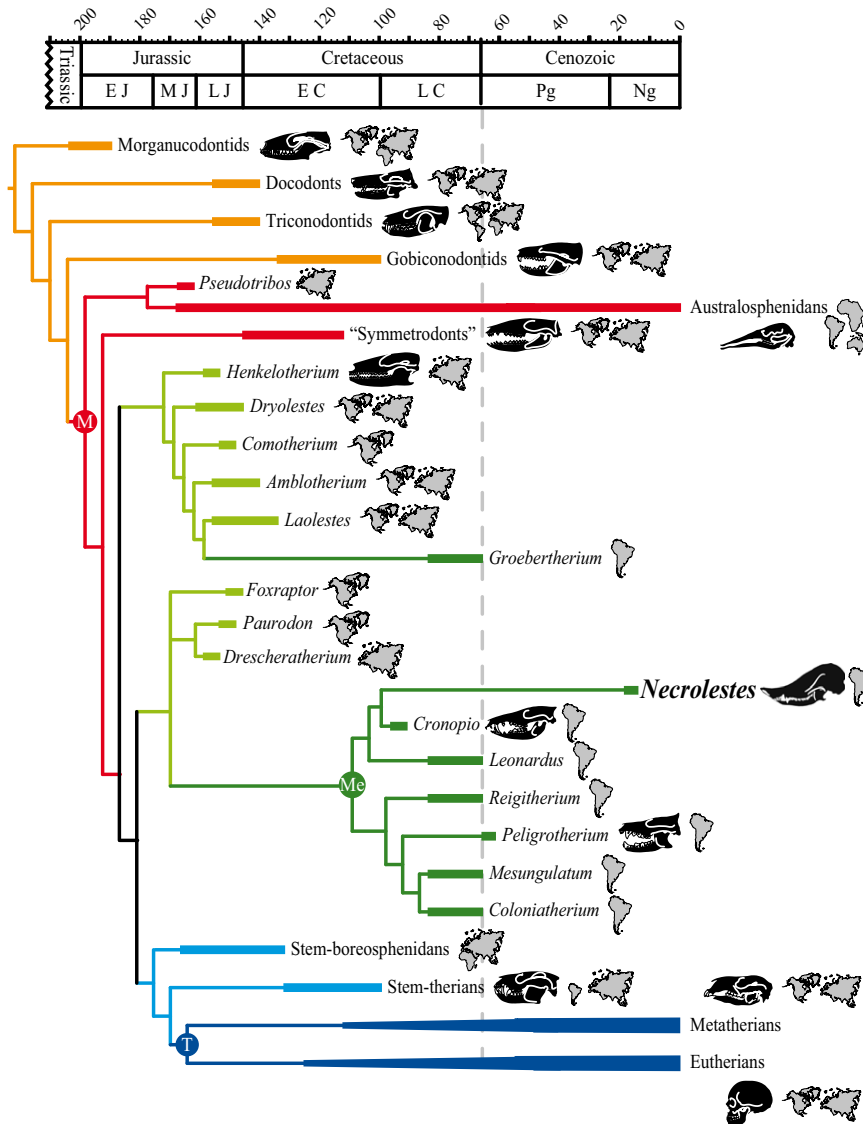 200 160 140 120 100 80 60 40 20 0
Triassic Jurassic Cretaceous Cenozoic
E J M J L J E C L C Pg Ng
Morganucodontids
Docodonts
Triconodontids
Gobiconodontids
Pseudotribos
Australosphenidans
“Symmetrodonts”
Henkelotherium
Dryolestes
M
Comotherium
Amblotherium
Laolestes
Groebertherium
Foxraptor
Paurodon
Drescheratherium
Necrolestes
Cronopio
Leonardus
Me
Reigitherium
Peligrotherium
Mesungulatum
Coloniatherium
Stem-boreosphenidans
Stem-therians
Metatherians
T
Eutherians